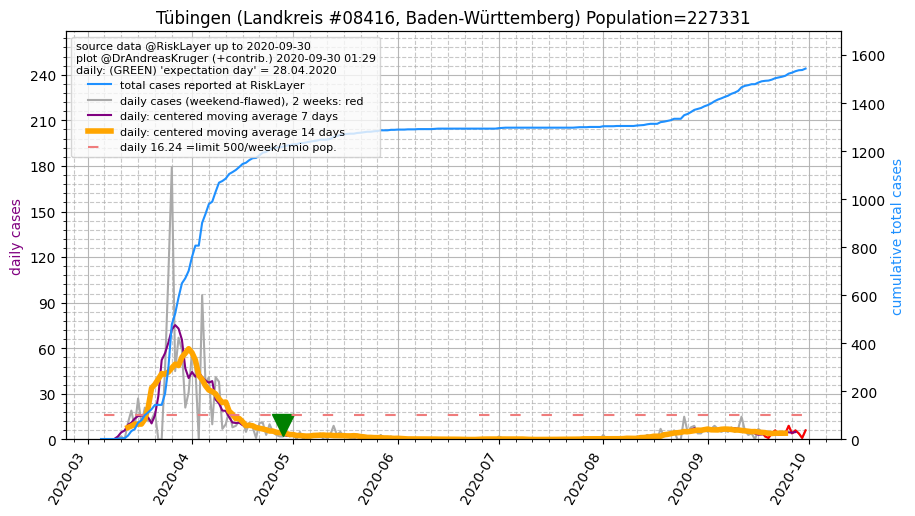 Tübingen (Landkreis #08416, Baden-Württemberg) Population=227331
source data @RiskLayer up to 2020-09-30
plot @DrAndreasKruger (+contrib.) 2020-09-30 01:29
daily: (GREEN) 'expectation day' = 28.04.2020
total cases reported at RiskLayer
daily cases (weekend-flawed), 2 weeks: red
daily: centered moving average 7 days
daily: centered moving average 14 days
daily 16.24 =limit 500/week/1mio pop.
daily cases
240
210
180
150
120
90
60
30
0
cumulative total cases
1600
1400
1200
1000
800
600
400
200
0
2020-03
2020-04
2020-05
2020-06
2020-07
2020-08
2020-09
2020-10